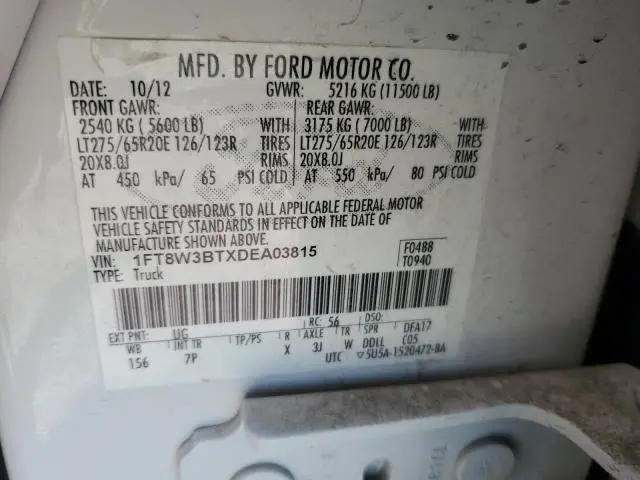 MFD. BY FORD MOTOR CO.
DATE: 10/12 GVWR: 5216 KG (11500 LB)
FRONT GAWR: REAR GAWR:
2540 KG ( 5600 LB) WITH 3175 KG ( 7000 LB) WITH
LT275/65R20E 126/123R TIRES LT275/65R20E 126/123R TIRES
20X8.0J RIMS 20X8.0J RIMS
AT 450 kPa/ 65 PSI COLD AT 550 kPa/ 80 PSI COLD
THIS VEHICLE CONFORMS TO ALL APPLICABLE FEDERAL MOTOR
VEHICLE SAFETY STANDARDS IN EFFECT ON THE DATE OF
MANUFACTURE SHOWN ABOVE.
VIN: 1FT8W3BTXDEA03815 F0488
TYPE: Truck T0940
RC: 56 DSO:
EXT PNT: UG TP/PS R AXLE TR SPR DFA17
WB INT TR X 3J W DDLL C05
156 7P UTC ▽5U5A-1520472-BA